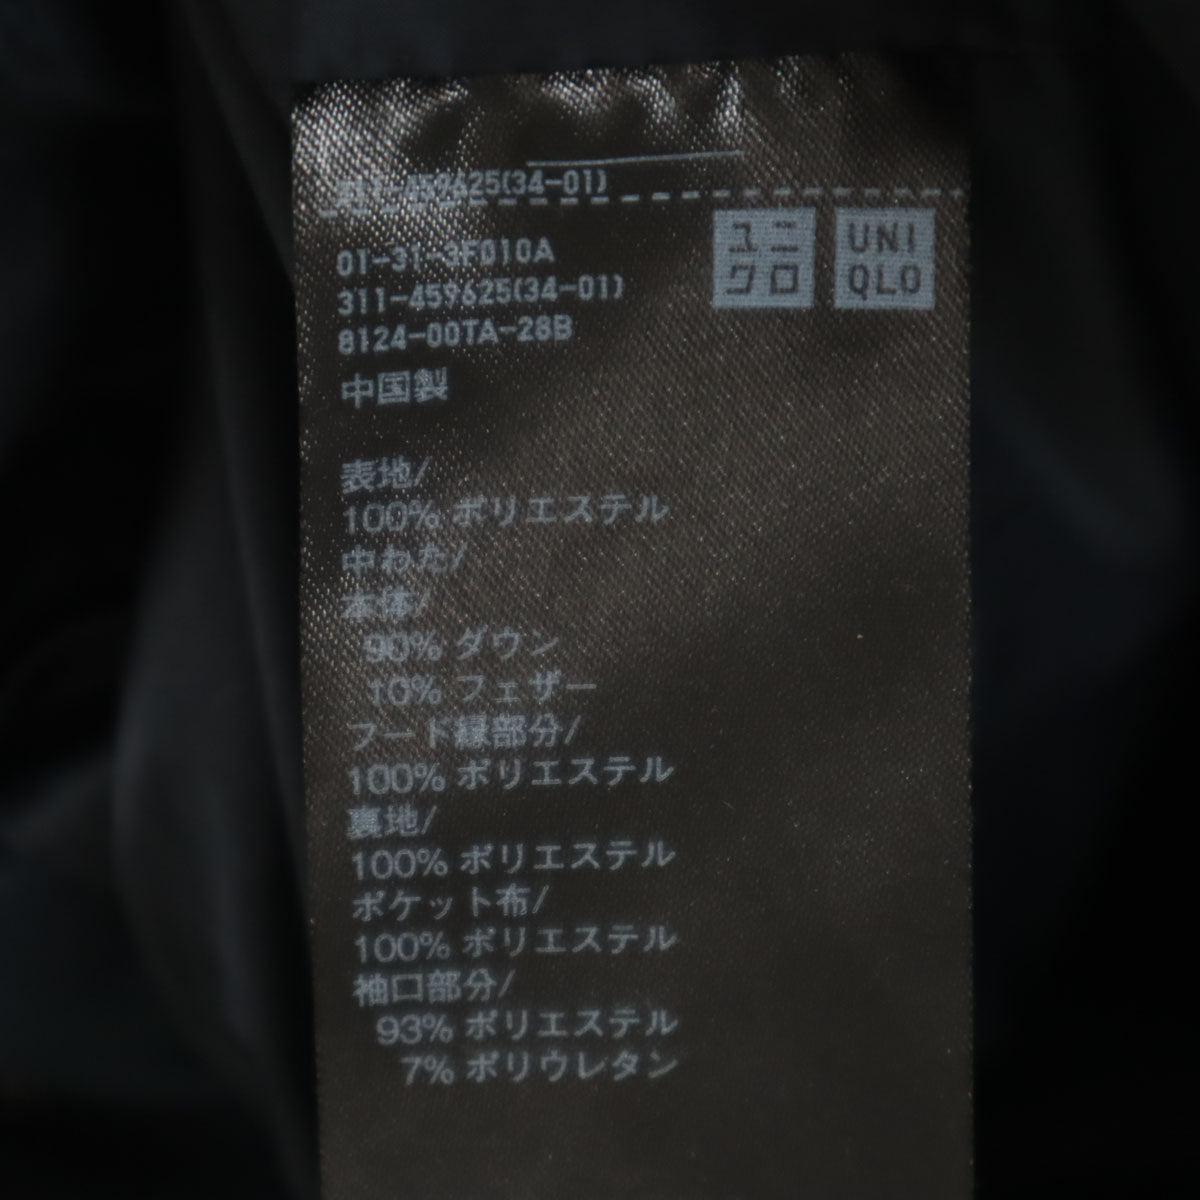 311-459625(34-01)
ユニ
クロ
UNI
QLO
01-31-3F010A
311-459625(34-01)
8124-00TA-28B
中国製
表地/
100% ポリエステル
中わた/
本体/
90% ダウン
10% フェザー
フード縁部分/
100% ポリエステル
裏地/
100% ポリエステル
ポケット布/
100% ポリエステル
袖口部分/
93% ポリエステル
7% ポリウレタン